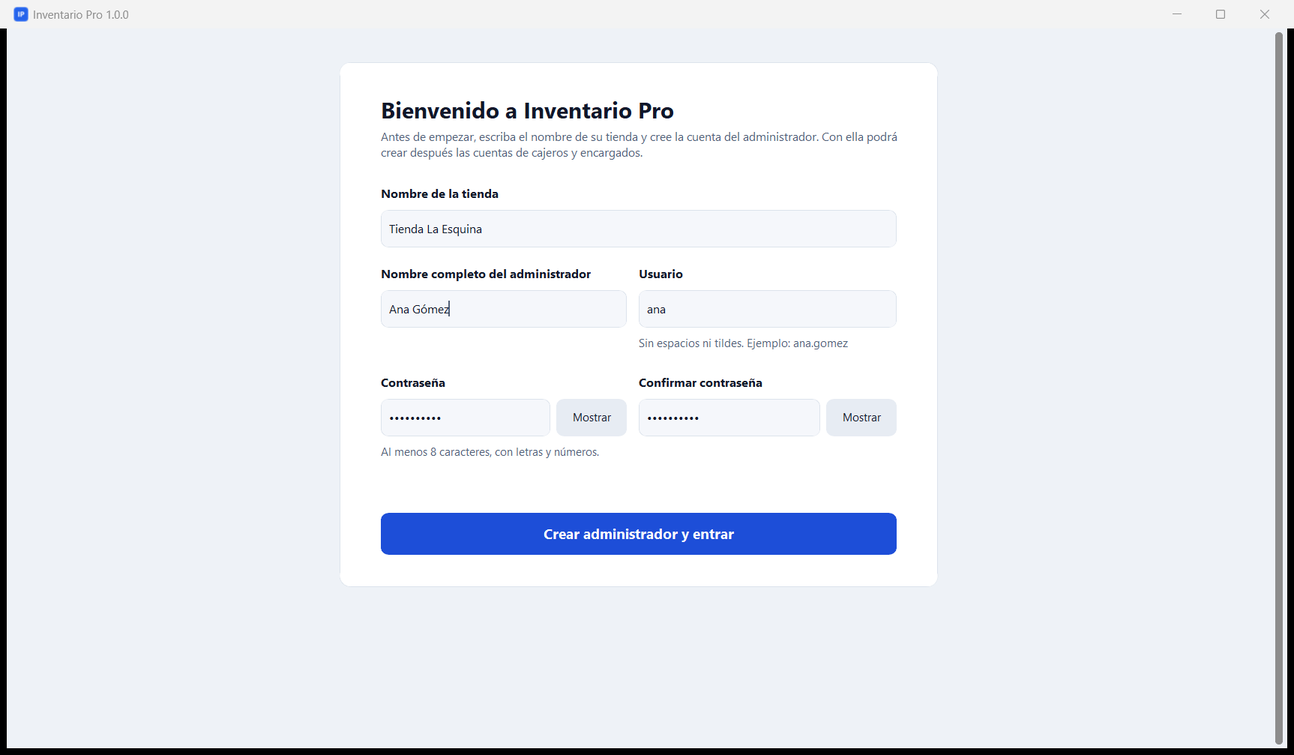 IP Inventario Pro 1.0.0
Bienvenido a Inventario Pro
Antes de empezar, escriba el nombre de su tienda y cree la cuenta del administrador. Con ella podrá
crear después las cuentas de cajeros y encargados.
Nombre de la tienda
Tienda La Esquina
Nombre completo del administrador
Usuario
Ana Gómez
ana
Sin espacios ni tildes. Ejemplo: ana.gomez
Contraseña
Confirmar contraseña
••••••••••
Mostrar
••••••••••
Mostrar
Al menos 8 caracteres, con letras y números.
Crear administrador y entrar